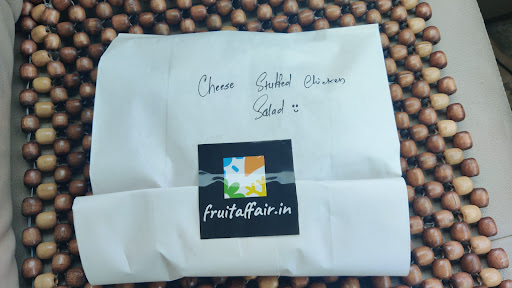 Cheese Stuffed Chicken
Salad :)
fruitaffair.in